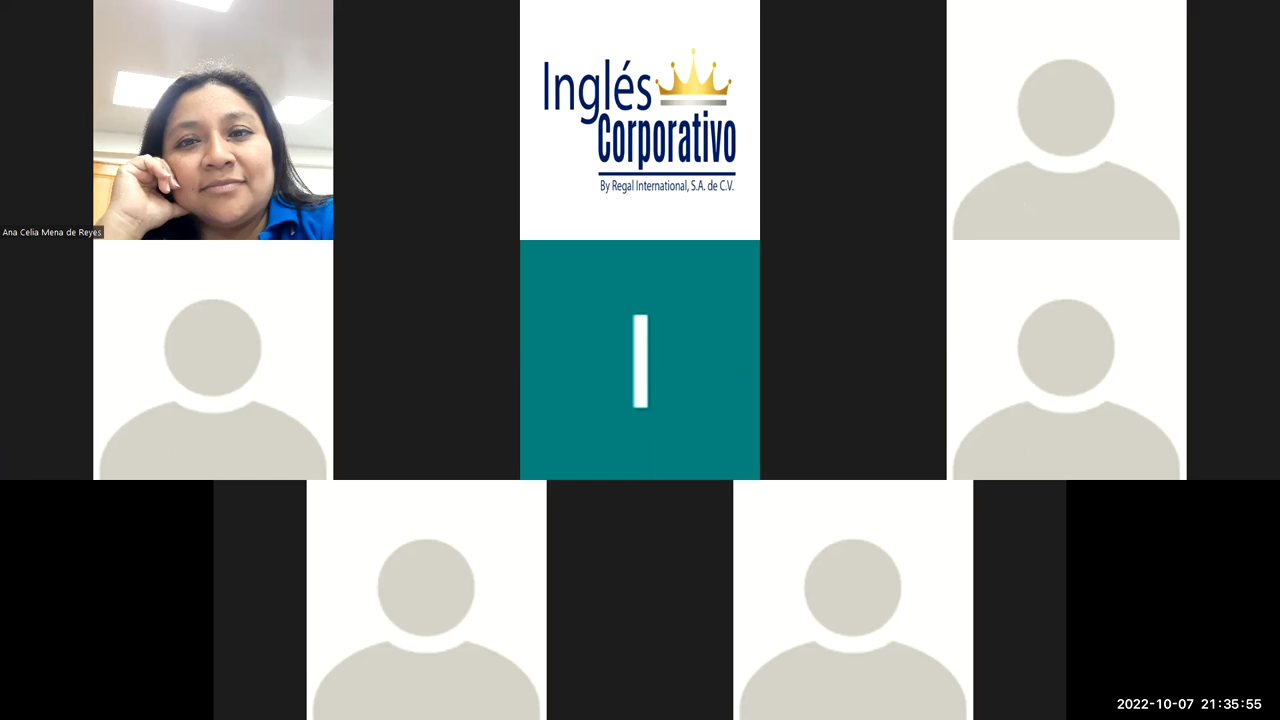 Inglés
Corporativo
By Regal International, S.A. de C.V.
Ana Celia Mena de Reyes
I
2022-10-07 21:35:55